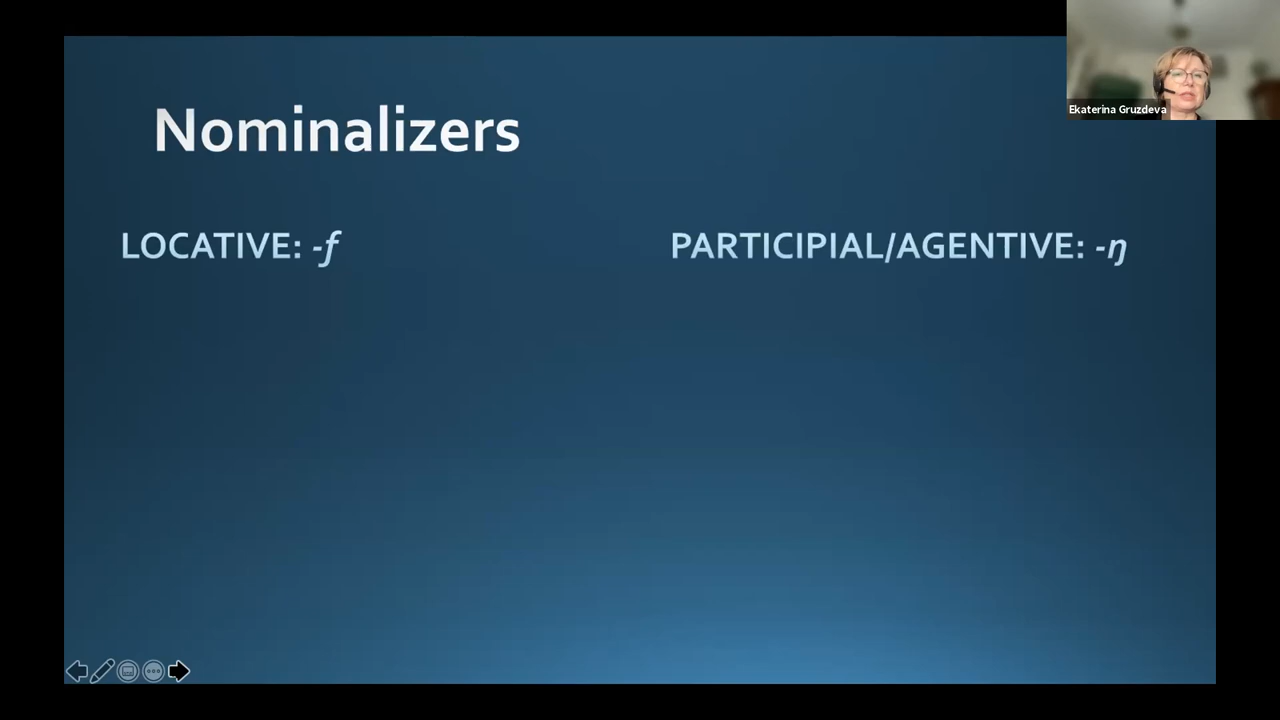 Ekaterina Gruzdeva
Nominalizers
LOCATIVE: -f
PARTICIPIAL/AGENTIVE: -ŋ